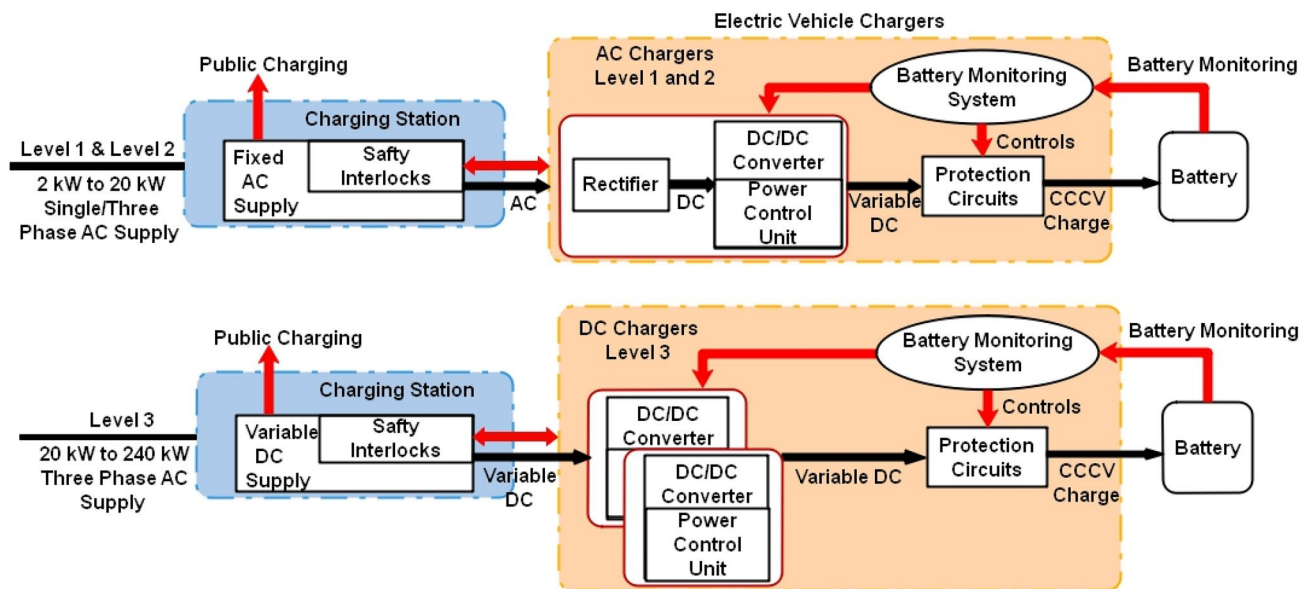 Electric Vehicle Chargers
Public Charging
Charging Station
Level 1 & Level 2
2 kW to 20 kW
Single/Three
Phase AC Supply
Fixed
AC
Supply
Safty
Interlocks
AC
AC Chargers
Level 1 and 2
Rectifier
DC
DC/DC
Converter
Power
Control
Unit
Variable
DC
Battery Monitoring
System
Controls
Protection
Circuits
CCCV
Charge
Battery Monitoring
Battery
Public Charging
Charging Station
Level 3
20 kW to 240 kW
Three Phase AC
Supply
Variable
DC
Supply
Safty
Interlocks
Variable
DC
DC Chargers
Level 3
DC/DC
Converter
DC/DC
Converter
Power
Control
Unit
Variable DC
Battery Monitoring
System
Controls
Protection
Circuits
CCCV
Charge
Battery Monitoring
Battery